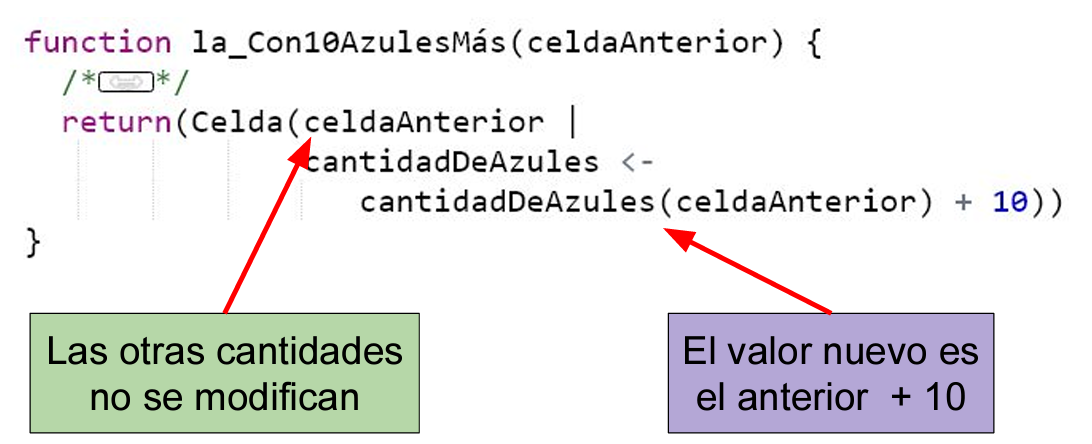 function la_Con10AzulesMás(celdaAnterior) {
/* */
return(Celda(celdaAnterior |
cantidadDeAzules <-
cantidadDeAzules(celdaAnterior) + 10))
}
Las otras cantidades
no se modifican
El valor nuevo es
el anterior + 10